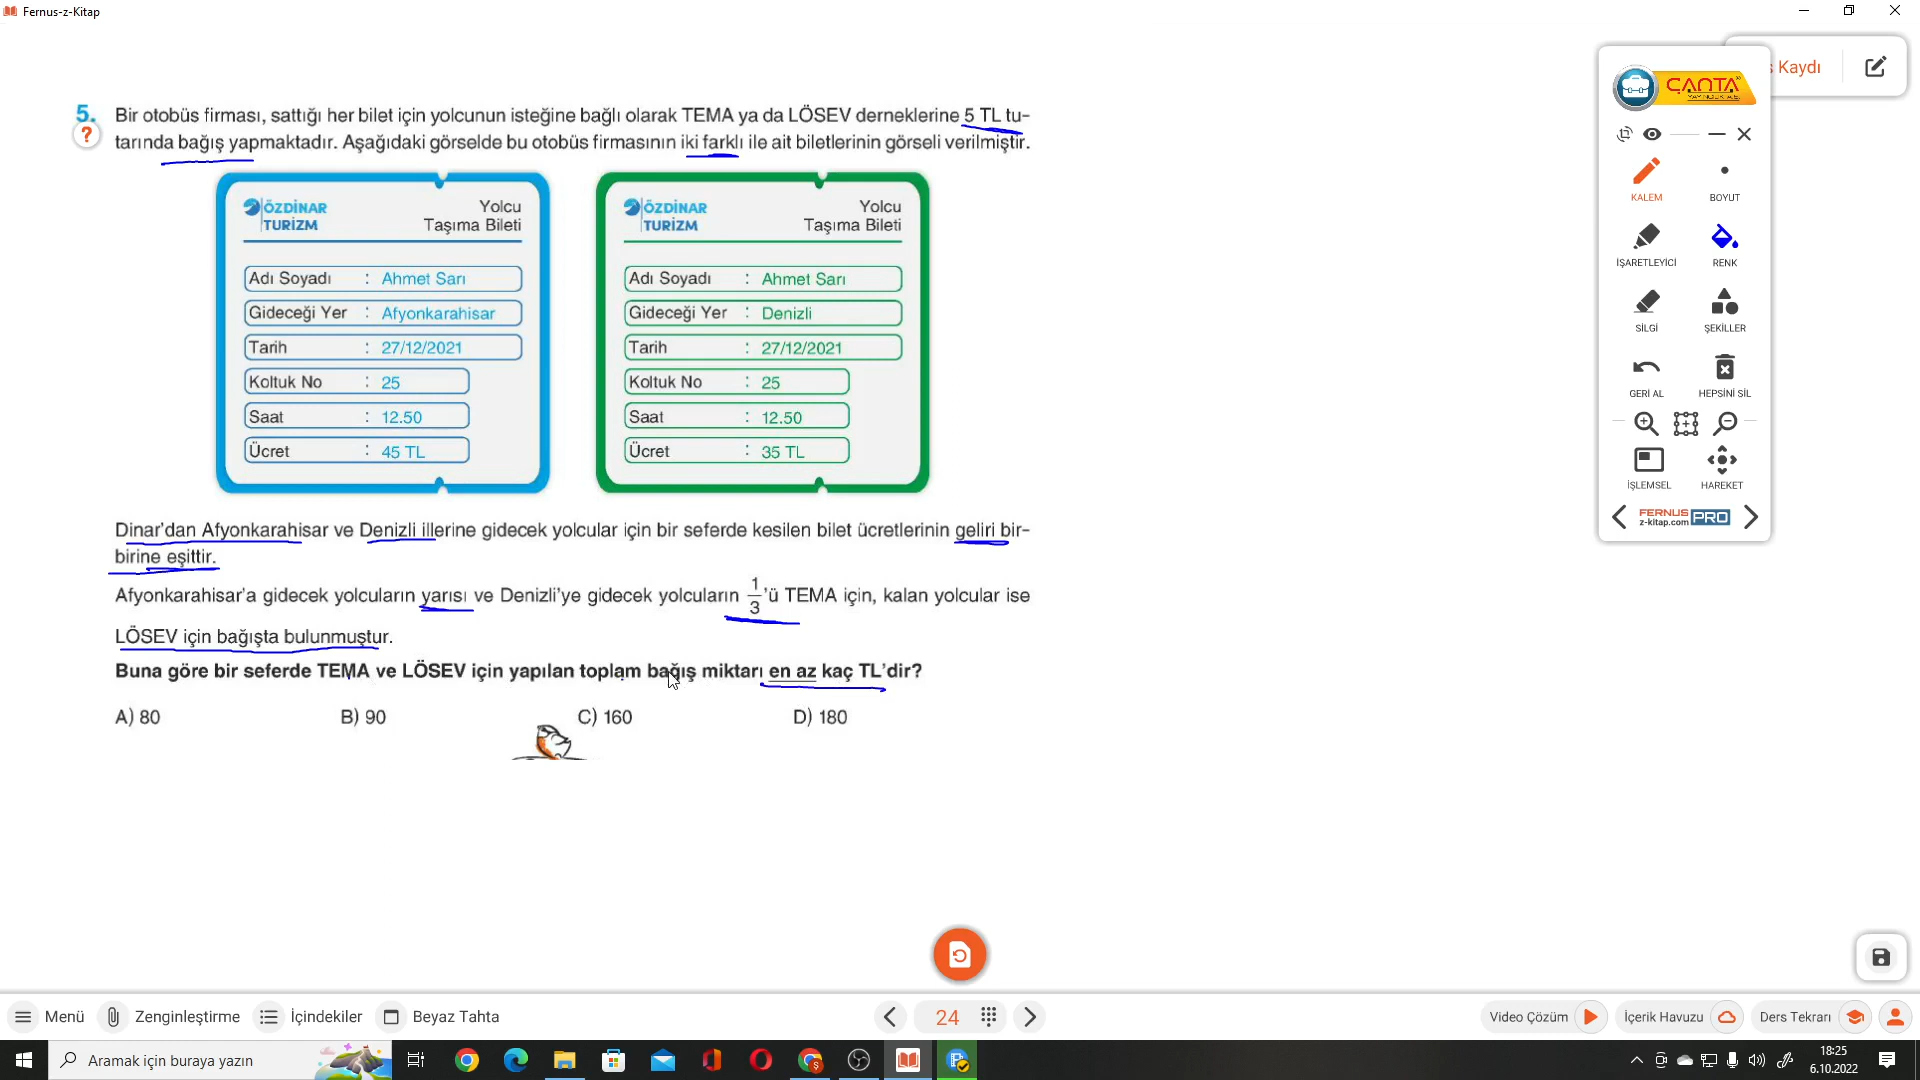 Fernus-z-Kitap
5. Bir otobüs firması, sattığı her bilet için yolcunun isteğine bağlı olarak TEMA ya da LÖSEV derneklerine 5 TL tu-
? tarında bağış yapmaktadır. Aşağıdaki görselde bu otobüs firmasının iki farklı ile ait biletlerinin görseli verilmiştir.
ÖZDİNAR TURİZM
Yolcu
Taşıma Bileti
Adı Soyadı : Ahmet Sarı
Gideceği Yer : Afyonkarahisar
Tarih : 27/12/2021
Koltuk No : 25
Saat : 12.50
Ücret : 45 TL
ÖZDİNAR TURİZM
Yolcu
Taşıma Bileti
Adı Soyadı : Ahmet Sarı
Gideceği Yer : Denizli
Tarih : 27/12/2021
Koltuk No : 25
Saat : 12.50
Ücret : 35 TL
Dinar'dan Afyonkarahisar ve Denizli illerine gidecek yolcular için bir seferde kesilen bilet ücretlerinin geliri bir-
birine eşittir.
Afyonkarahisar'a gidecek yolcuların yarısı ve Denizli'ye gidecek yolcuların 1/3'ü TEMA için, kalan yolcular ise
LÖSEV için bağışta bulunmuştur.
Buna göre bir seferde TEMA ve LÖSEV için yapılan toplam bağış miktarı en az kaç TL'dir?
A) 80 B) 90 C) 160 D) 180
s Kaydı
ÇANTA
YAYINCILIK A.Ş.
KALEM BOYUT
İŞARETLEYİCİ RENK
SİLGİ ŞEKİLLER
GERİ AL HEPSİNİ SİL
İŞLEMSEL HAREKET
FERNUS
z-kitap.com PRO
Menü Zenginleştirme İçindekiler Beyaz Tahta 24 Video Çözüm İçerik Havuzu Ders Tekrarı
Aramak için buraya yazın
18:25
6.10.2022